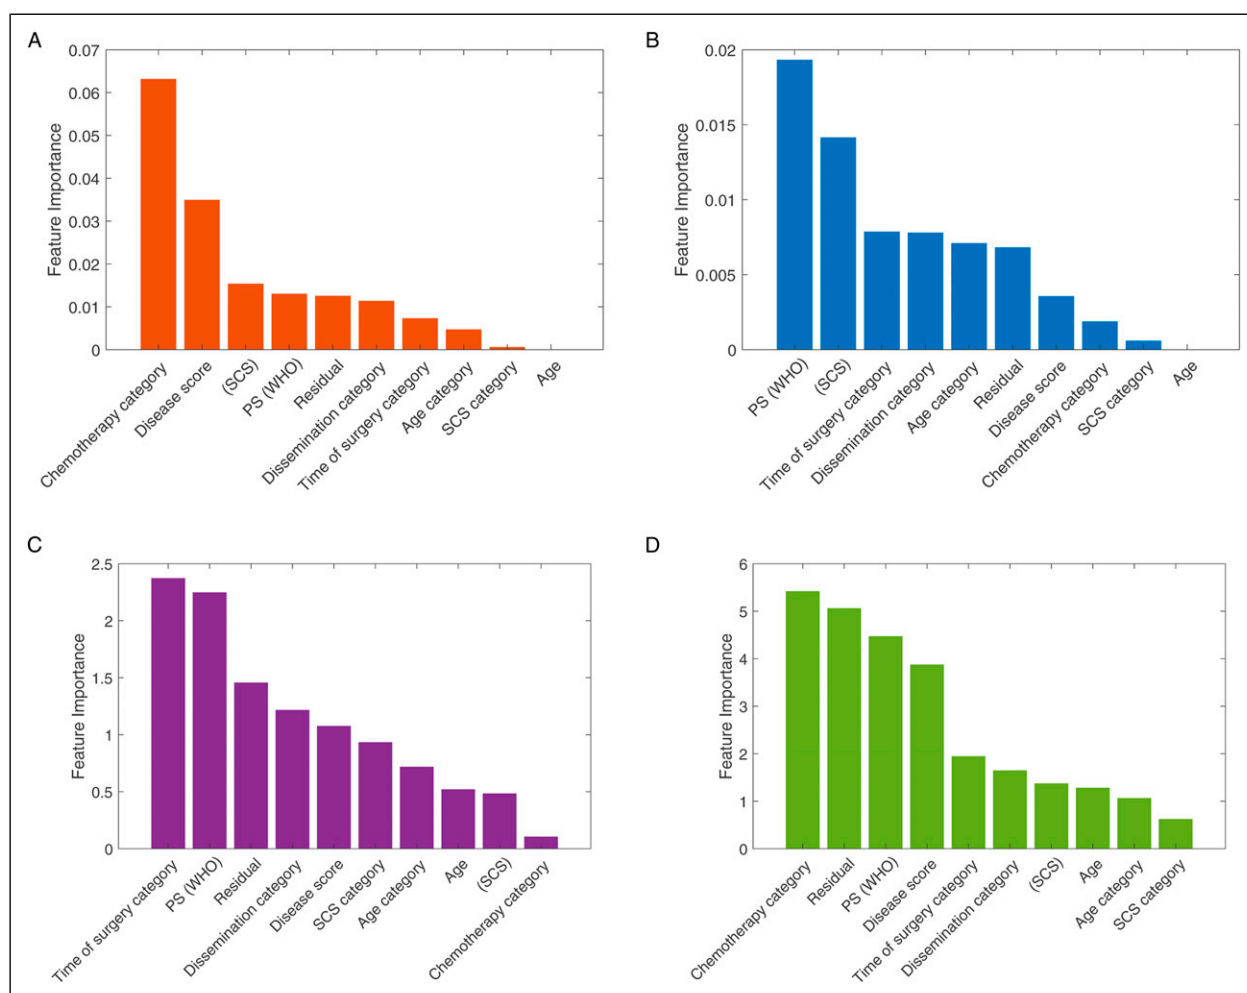 A
0.07
0.06
0.05
0.04
0.03
0.02
0.01
0
Feature Importance
Chemotherapy category
Disease score
(SCS)
PS (WHO)
Residual
Dissemination category
Time of surgery category
Age category
SCS category
Age
B
0.02
0.015
0.01
0.005
0
Feature Importance
PS (WHO)
(SCS)
Time of surgery category
Dissemination category
Age category
Residual
Disease score
Chemotherapy category
SCS category
Age
C
2.5
2
1.5
1
0.5
0
Feature Importance
Time of surgery category
PS (WHO)
Residual
Dissemination category
Disease score
SCS category
Age category
Age
(SCS)
Chemotherapy category
D
6
5
4
3
2
1
0
Feature Importance
Chemotherapy category
Residual
PS (WHO)
Disease score
Time of surgery category
Dissemination category
(SCS)
Age
Age category
SCS category